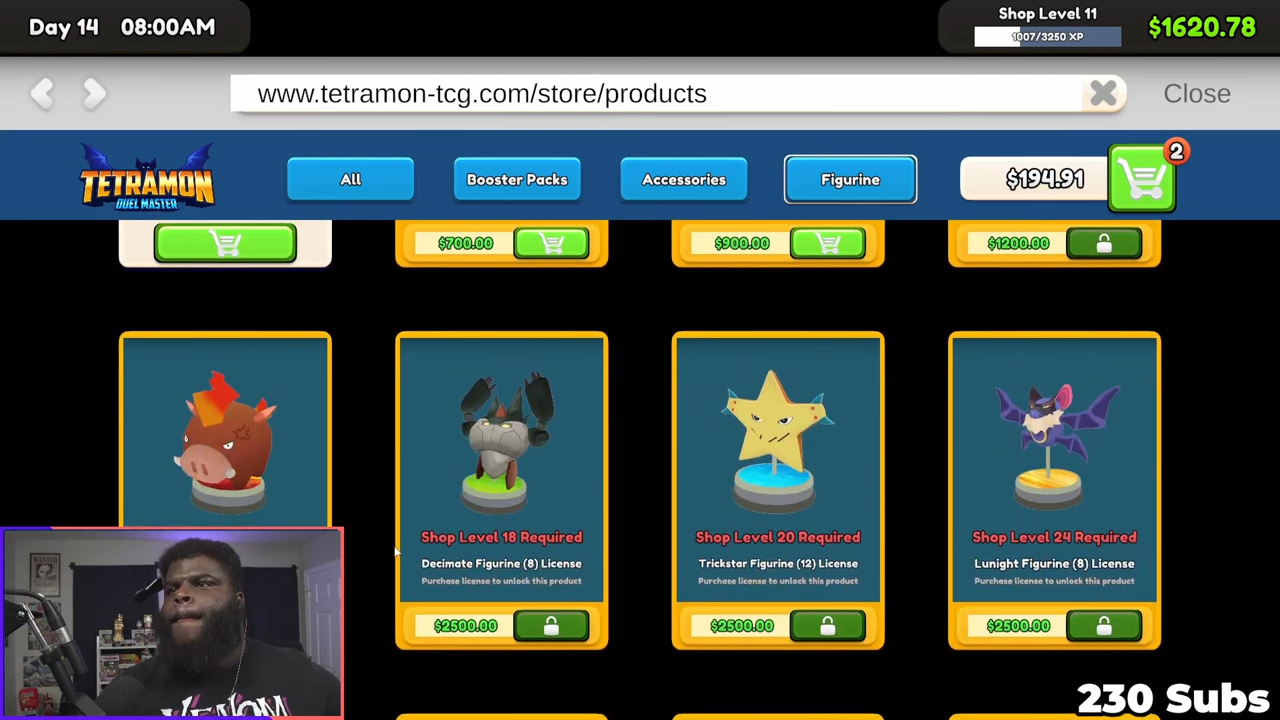 Day 14 08:00AM
Shop Level 11
1007/3250 XP
$1620.78
www.tetramon-tcg.com/store/products
Close
TETRAMON
DUEL MASTER
All
Booster Packs
Accessories
Figurine
$194.91
2
$700.00
$900.00
$1200.00
Shop Level 18 Required
Decimate Figurine (8) License
Purchase license to unlock this product
$2500.00
Shop Level 20 Required
Trickstar Figurine (12) License
Purchase license to unlock this product
$2500.00
Shop Level 24 Required
Lunight Figurine (8) License
Purchase license to unlock this product
$2500.00
VENOM
230 Subs